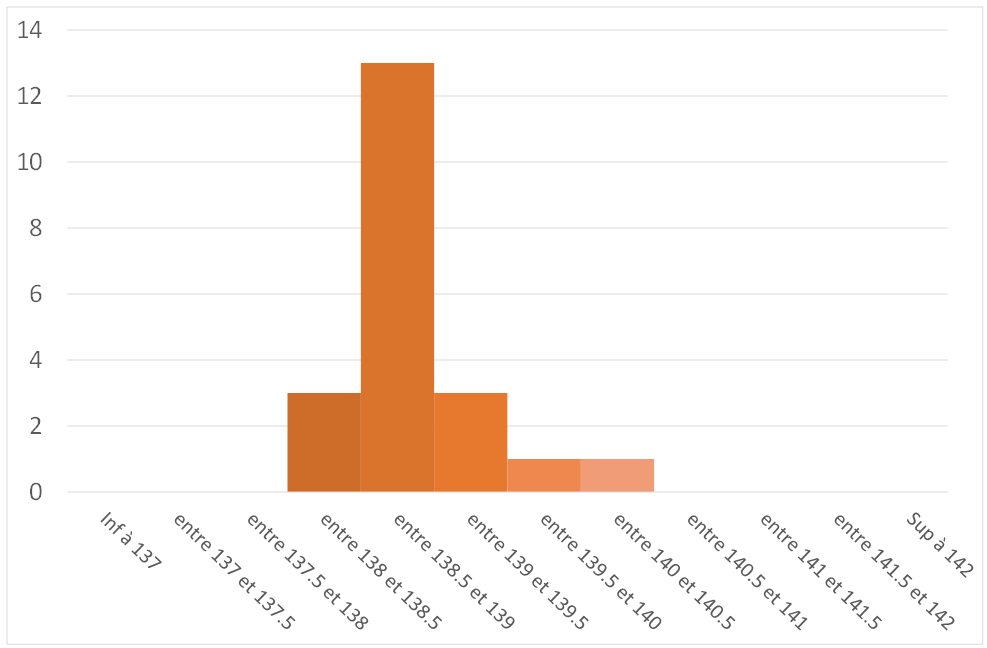 14
12
10
8
6
4
2
0
Inf à 137
entre 137 et 137.5
entre 137.5 et 138
entre 138 et 138.5
entre 138.5 et 139
entre 139 et 139.5
entre 139.5 et 140
entre 140 et 140.5
entre 140.5 et 141
entre 141 et 141.5
entre 141.5 et 142
Sup à 142